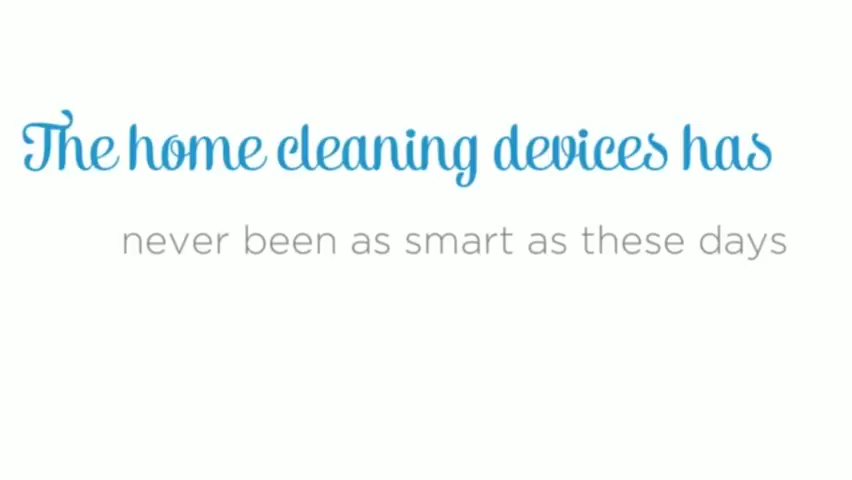 The home cleaning devices has
never been as smart as these days